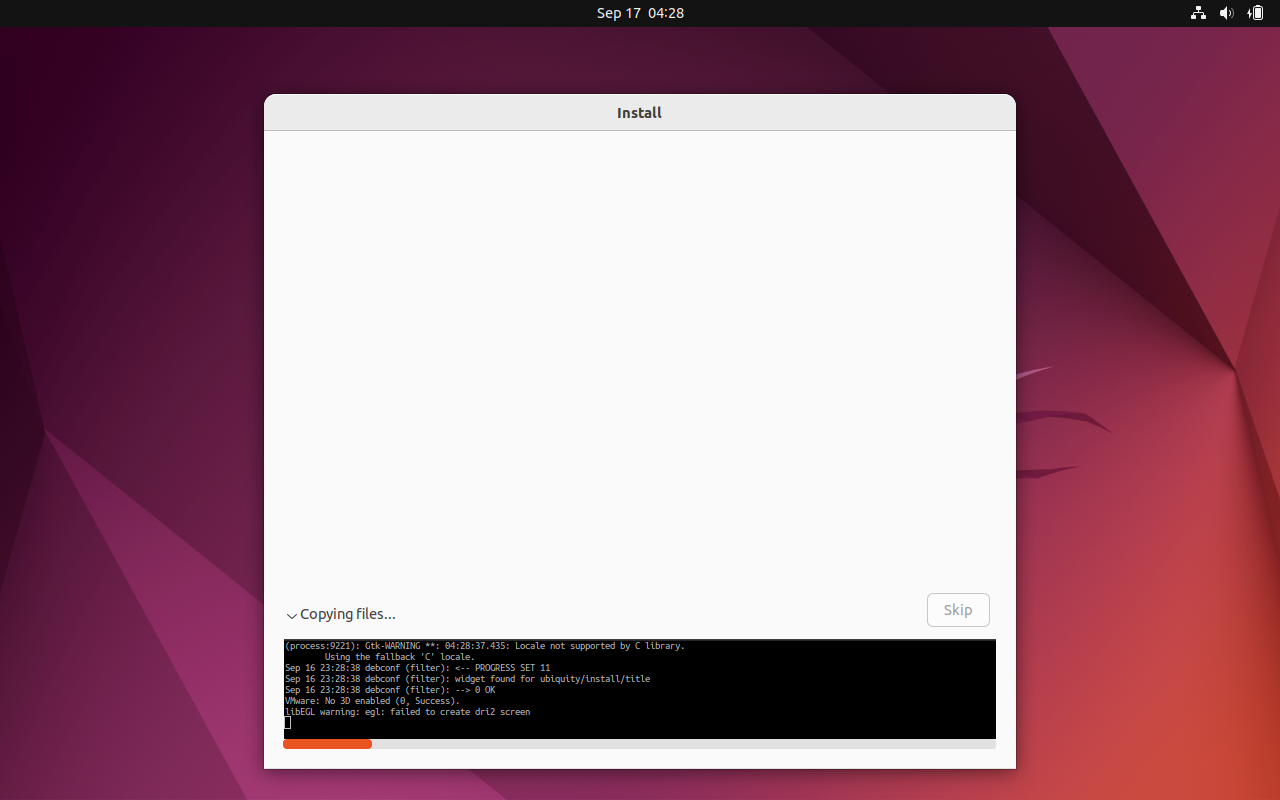 Sep 17 04:28
Install
Copying files...
Skip
(process:9221): Gtk-WARNING **: 04:28:37.435: Locale not supported by C library.
Using the fallback 'C' locale.
Sep 16 23:28:38 debconf (filter): <-- PROGRESS SET 11
Sep 16 23:28:38 debconf (filter): widget found for ubiquity/install/title
Sep 16 23:28:38 debconf (filter): --> 0 OK
VMware: No 3D enabled (0, Success).
libEGL warning: egl: failed to create dri2 screen